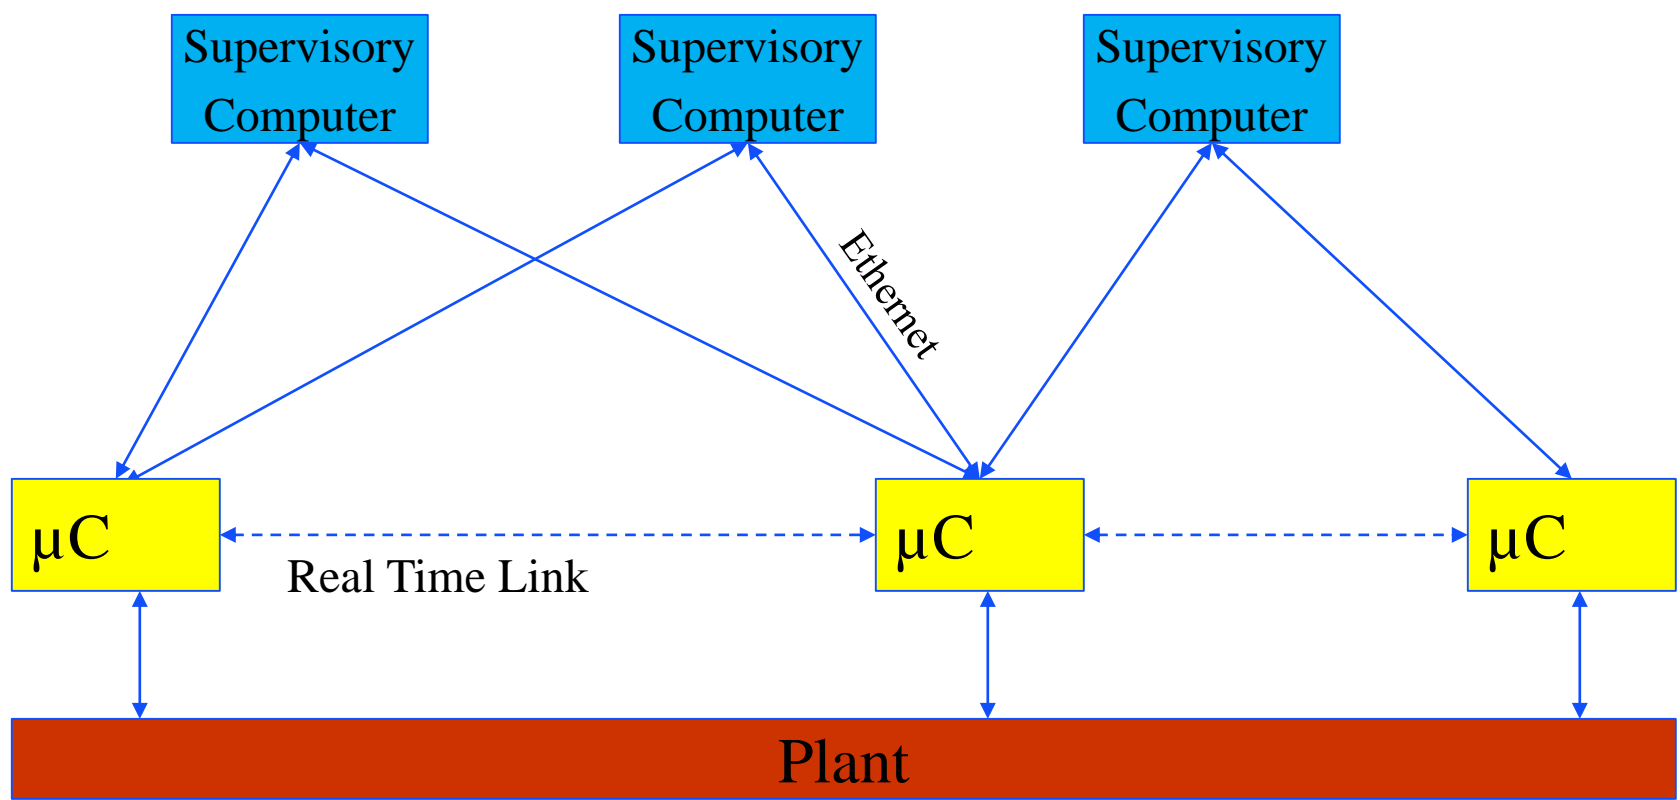 Supervisory
Computer
Supervisory
Computer
Supervisory
Computer
Ethernet
µC
µC
µC
Real Time Link
Plant